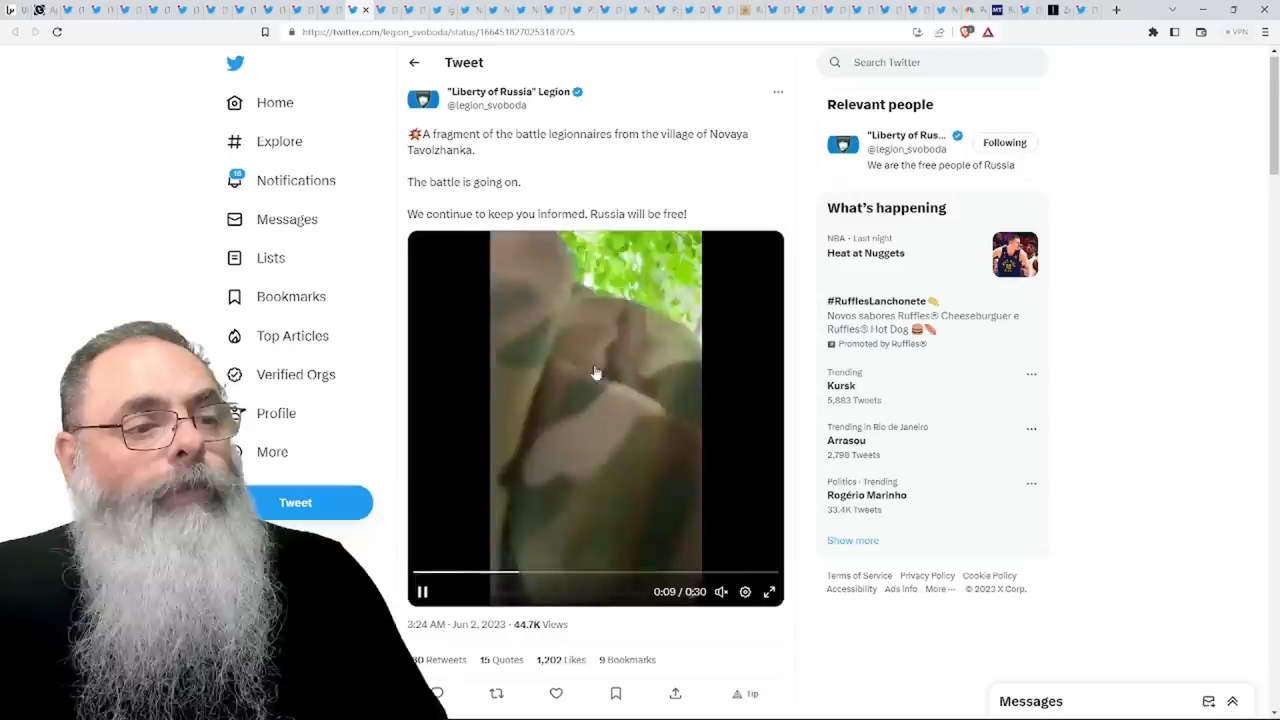 https://twitter.com/legion_svoboda/status/1664518270253187075
VPN
Home
Explore
16
Notifications
Messages
Lists
Bookmarks
Top Articles
Verified Orgs
Profile
More
Tweet
Tweet
"Liberty of Russia" Legion
@legion_svoboda
💥A fragment of the battle legionnaires from the village of Novaya
Tavolzhanka.
The battle is going on.
We continue to keep you informed. Russia will be free!
0:09 / 0:30
3:24 AM · Jun 2, 2023 · 44.7K Views
Retweets 15 Quotes 1,202 Likes 9 Bookmarks
Tip
Search Twitter
Relevant people
"Liberty of Rus...
@legion_svoboda
Following
We are the free people of Russia
What's happening
NBA · Last night
Heat at Nuggets
#RufflesLanchonete
Novos sabores Ruffles® Cheeseburguer e
Ruffles® Hot Dog 🍔🌭
Promoted by Ruffles®
Trending
Kursk
5,883 Tweets
Trending in Rio de Janeiro
Arrasou
2,798 Tweets
Politics · Trending
Rogério Marinho
33.4K Tweets
Show more
Terms of Service Privacy Policy Cookie Policy
Accessibility Ads info More ··· © 2023 X Corp.
Messages